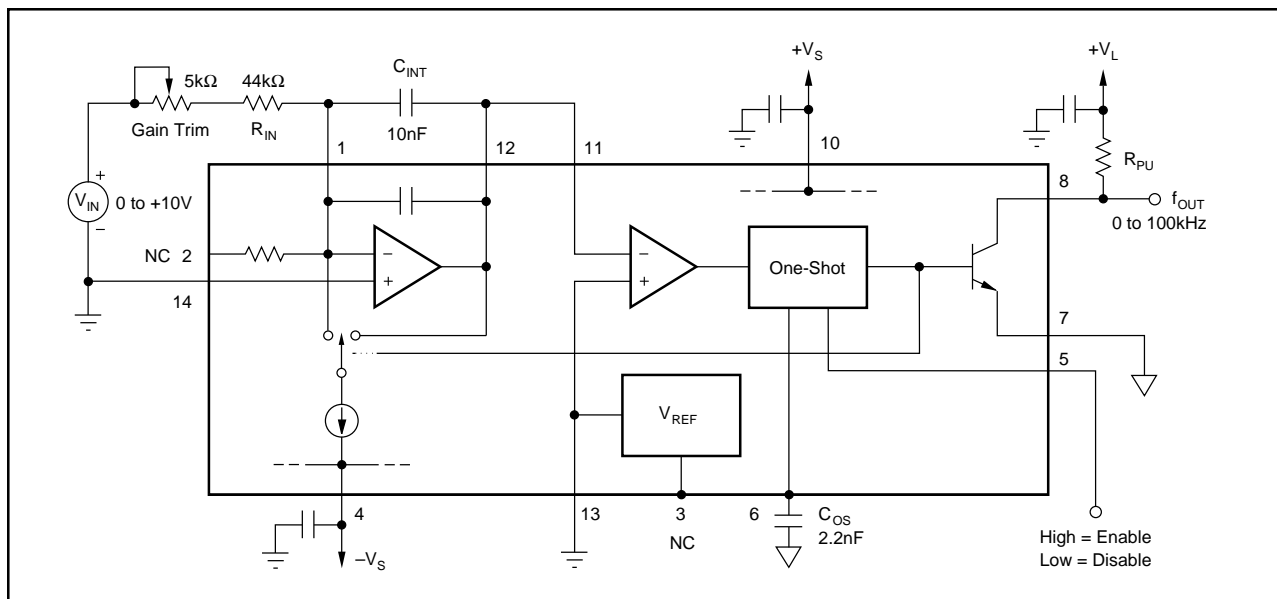 +V_S
+V_L
5kΩ
44kΩ
C_INT
Gain Trim
R_IN
10nF
1
12
11
10
R_PU
8
+
V_IN
0 to +10V
–
f_OUT
0 to 100kHz
NC 2
–
+
–
+
One-Shot
14
7
5
V_REF
4
13
3
6
C_OS
2.2nF
NC
–V_S
High = Enable
Low = Disable